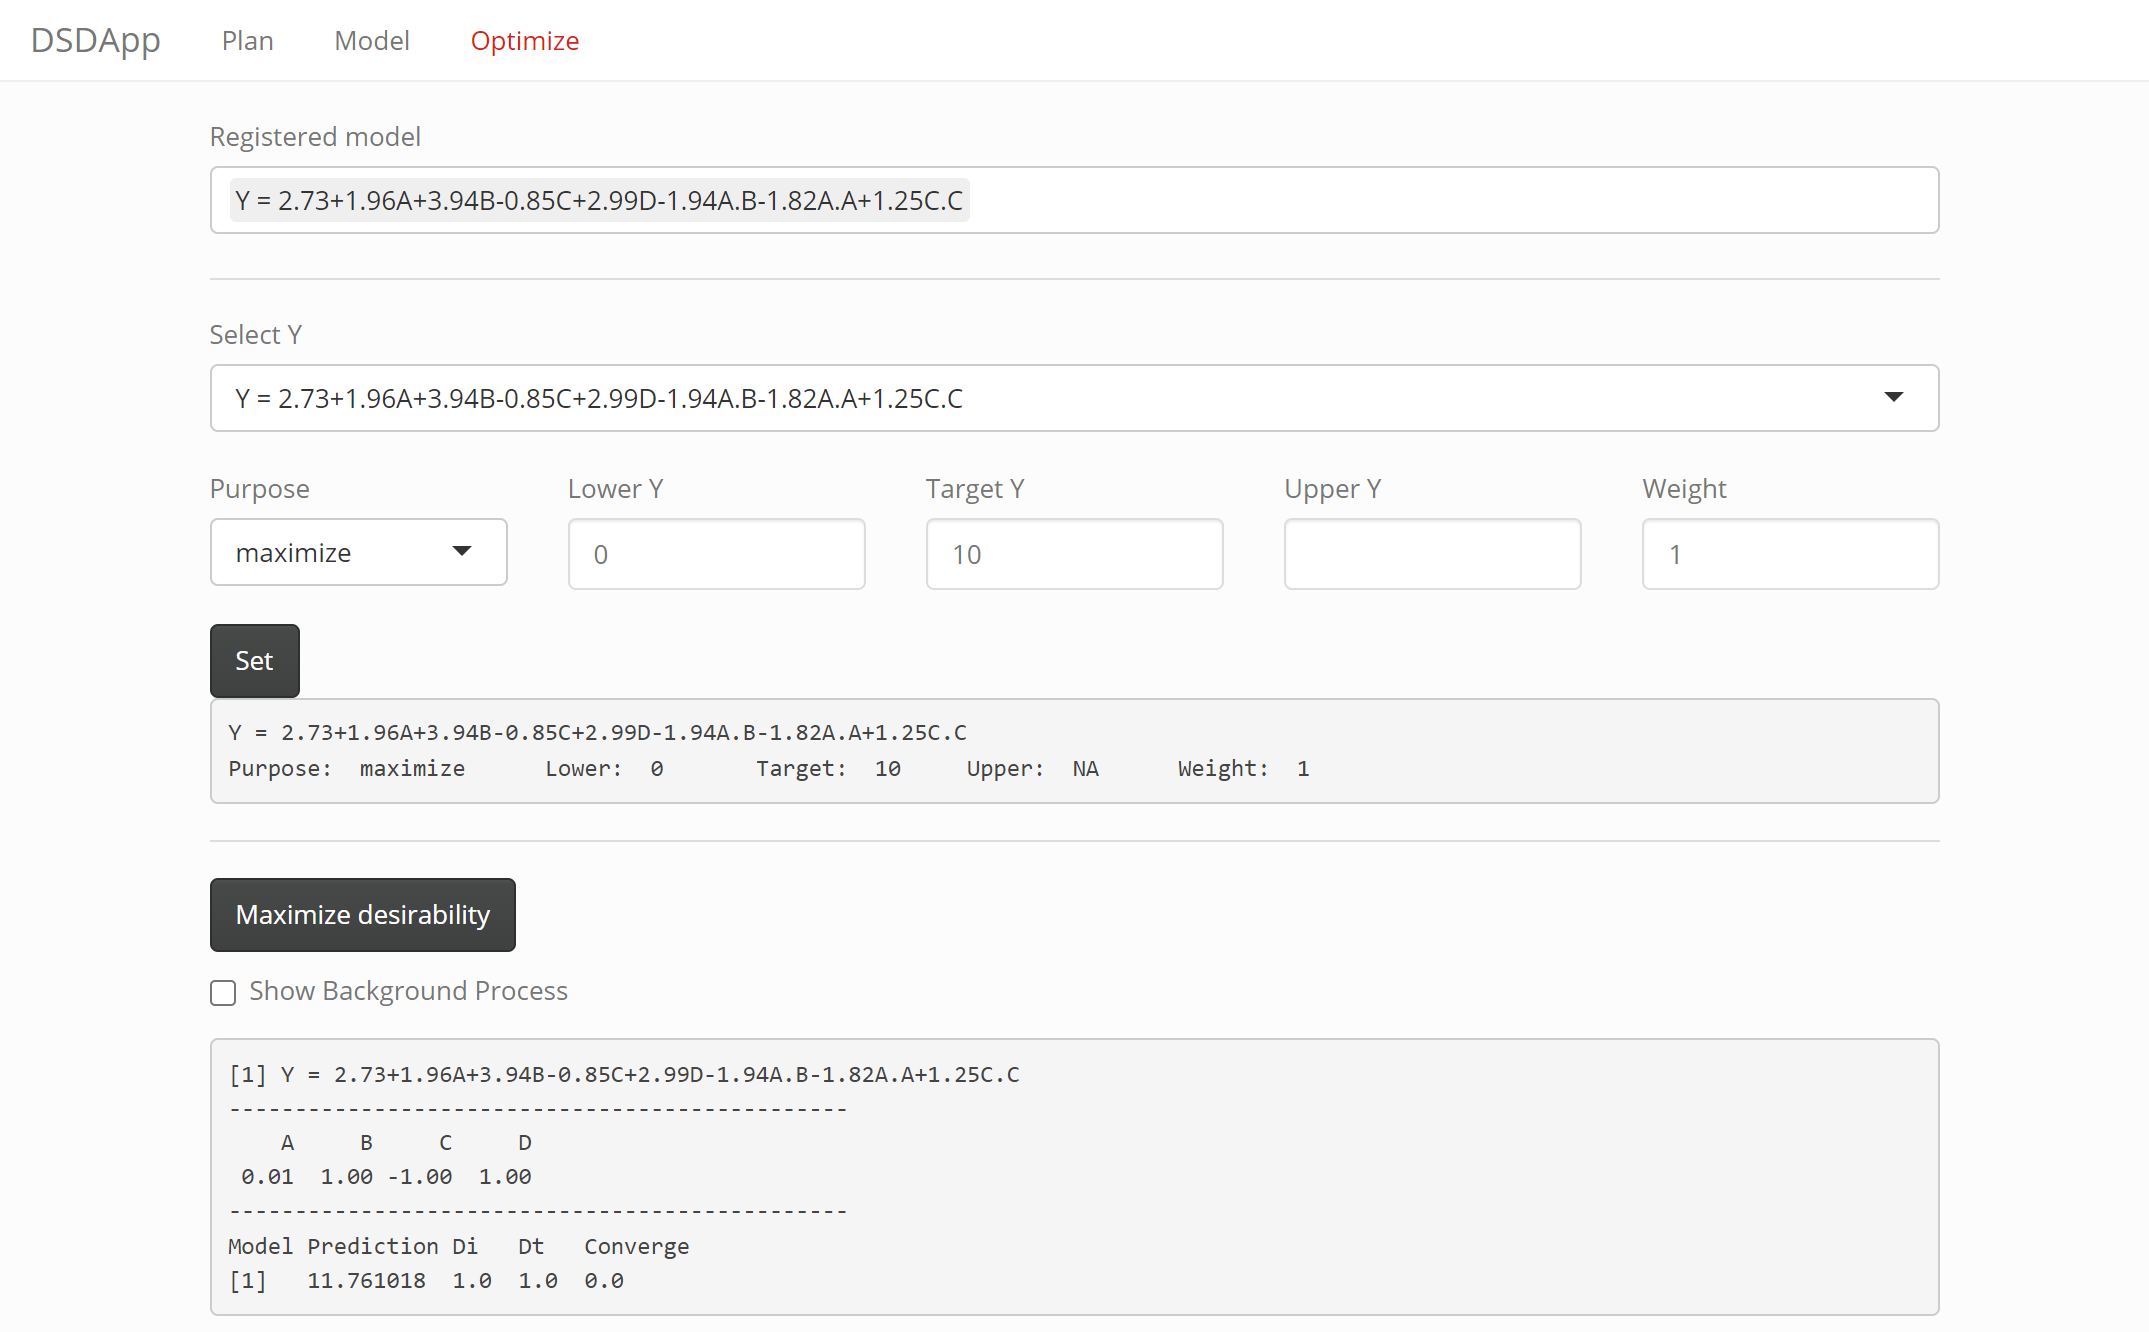 DSDApp Plan Model Optimize
Registered model
Y = 2.73+1.96A+3.94B-0.85C+2.99D-1.94A.B-1.82A.A+1.25C.C
Select Y
Y = 2.73+1.96A+3.94B-0.85C+2.99D-1.94A.B-1.82A.A+1.25C.C
Purpose Lower Y Target Y Upper Y Weight
maximize 0 10 1
Set
Y = 2.73+1.96A+3.94B-0.85C+2.99D-1.94A.B-1.82A.A+1.25C.C
Purpose: maximize Lower: 0 Target: 10 Upper: NA Weight: 1
Maximize desirability
Show Background Process
[1] Y = 2.73+1.96A+3.94B-0.85C+2.99D-1.94A.B-1.82A.A+1.25C.C
-----------------------------------------------
A B C D
0.01 1.00 -1.00 1.00
-----------------------------------------------
Model Prediction Di Dt Converge
[1] 11.761018 1.0 1.0 0.0